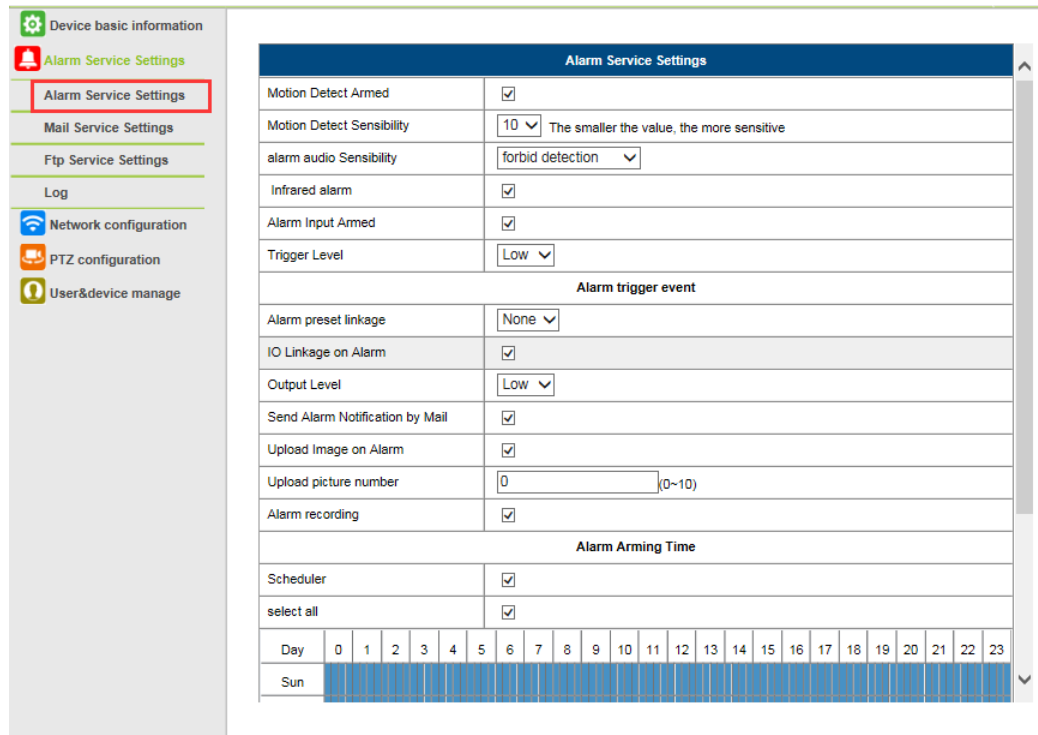 Device basic information
Alarm Service Settings
Alarm Service Settings
Mail Service Settings
Ftp Service Settings
Log
Network configuration
PTZ configuration
User&device manage
Alarm Service Settings
Motion Detect Armed
Motion Detect Sensibility 10 The smaller the value, the more sensitive
alarm audio Sensibility forbid detection
Infrared alarm
Alarm Input Armed
Trigger Level Low
Alarm trigger event
Alarm preset linkage None
IO Linkage on Alarm
Output Level Low
Send Alarm Notification by Mail
Upload Image on Alarm
Upload picture number 0 (0~10)
Alarm recording
Alarm Arming Time
Scheduler
select all
Day 0 1 2 3 4 5 6 7 8 9 10 11 12 13 14 15 16 17 18 19 20 21 22 23
Sun